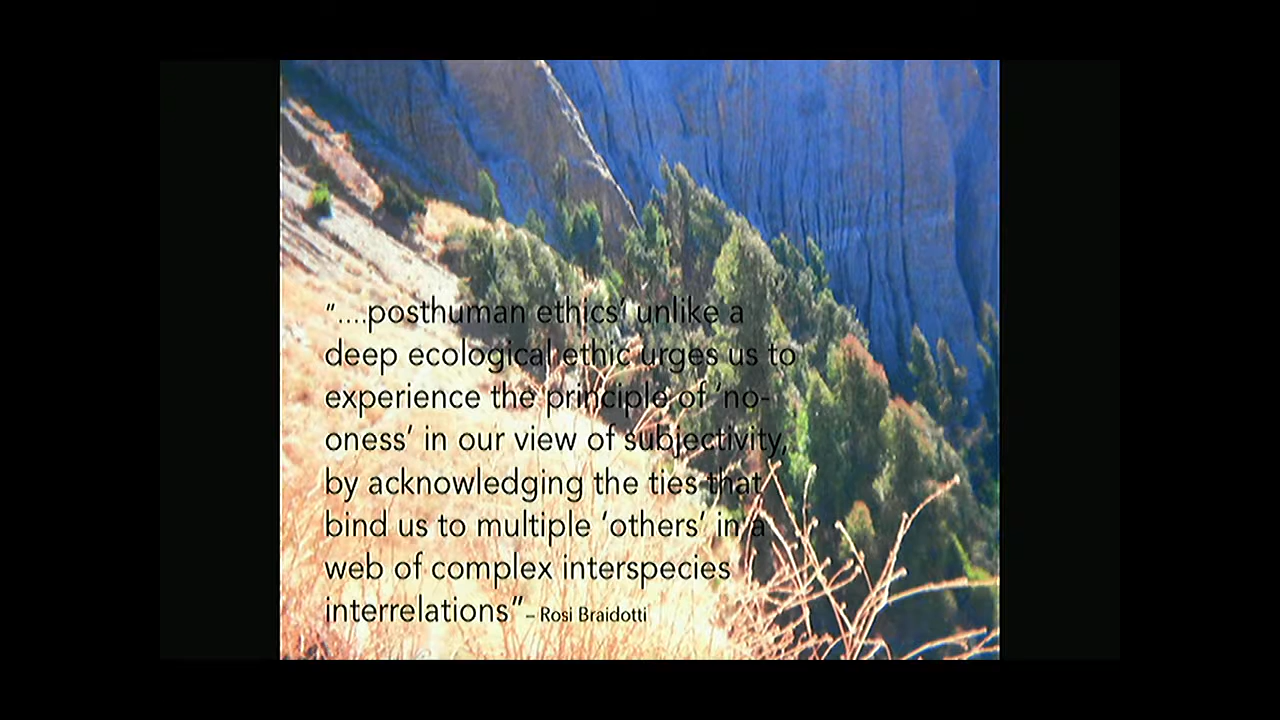 “....posthuman ethics’ unlike a
deep ecological ethic urges us to
experience the principle of ‘no-
oness’ in our view of subjectivity,
by acknowledging the ties that
bind us to multiple ‘others’ in a
web of complex interspecies
interrelations” – Rosi Braidotti